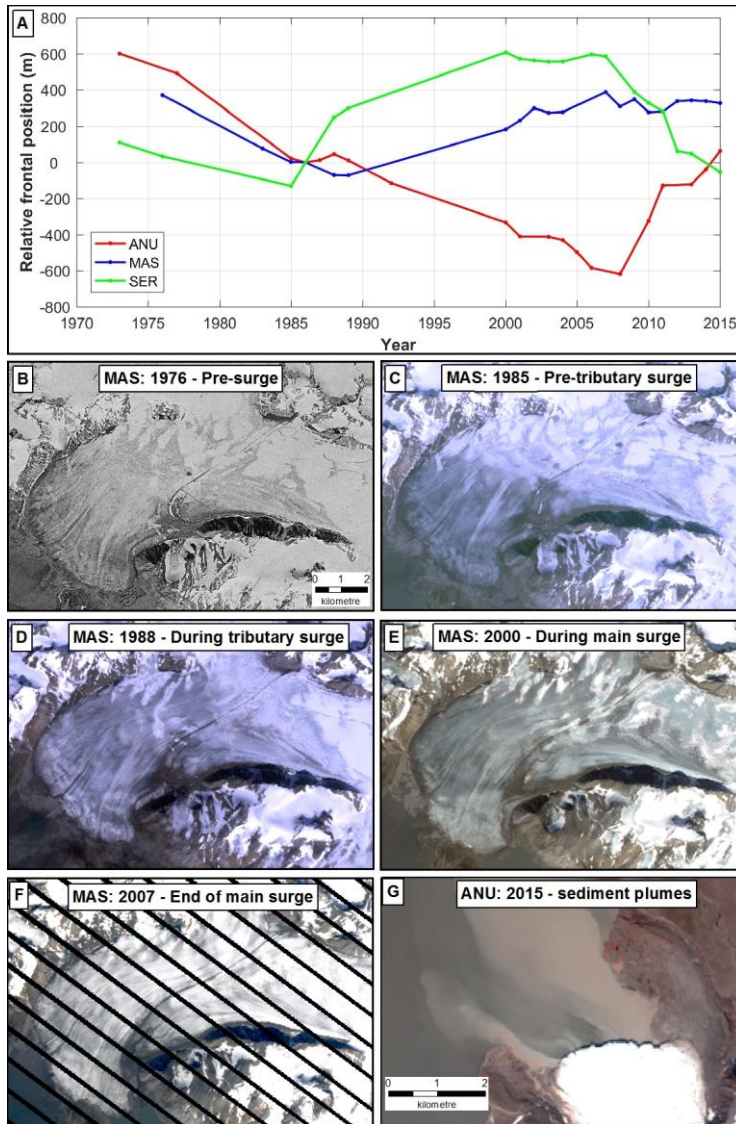 A
800
600
400
200
0
-200
-400
-600
-800
Relative frontal position (m)
ANU
MAS
SER
1970 1975 1980 1985 1990 1995 2000 2005 2010 2015
Year
B MAS: 1976 - Pre-surge
0 1 2
kilometre
C MAS: 1985 - Pre-tributary surge
D MAS: 1988 - During tributary surge
E MAS: 2000 - During main surge
F MAS: 2007 - End of main surge
G ANU: 2015 - sediment plumes
0 1 2
kilometre